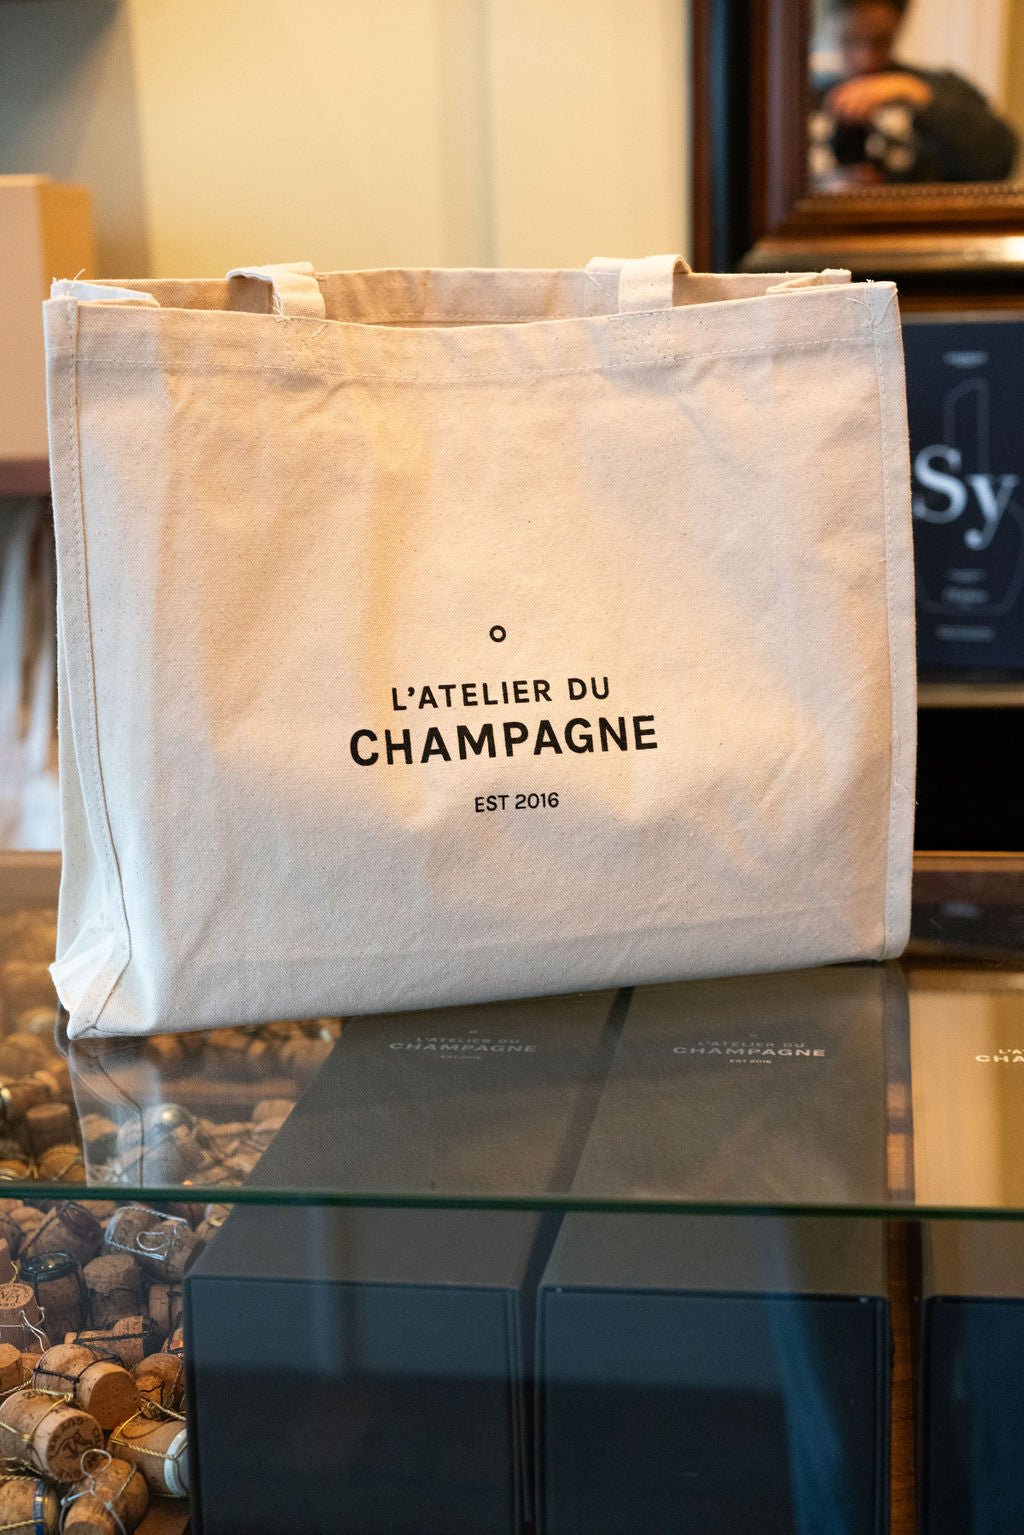 L'ATELIER DU
CHAMPAGNE
EST 2016
Sy
L'ATELIER DU
CHAMPAGNE
EST 2016
L'ATELIER DU
CHAMPAGNE
EST 2016